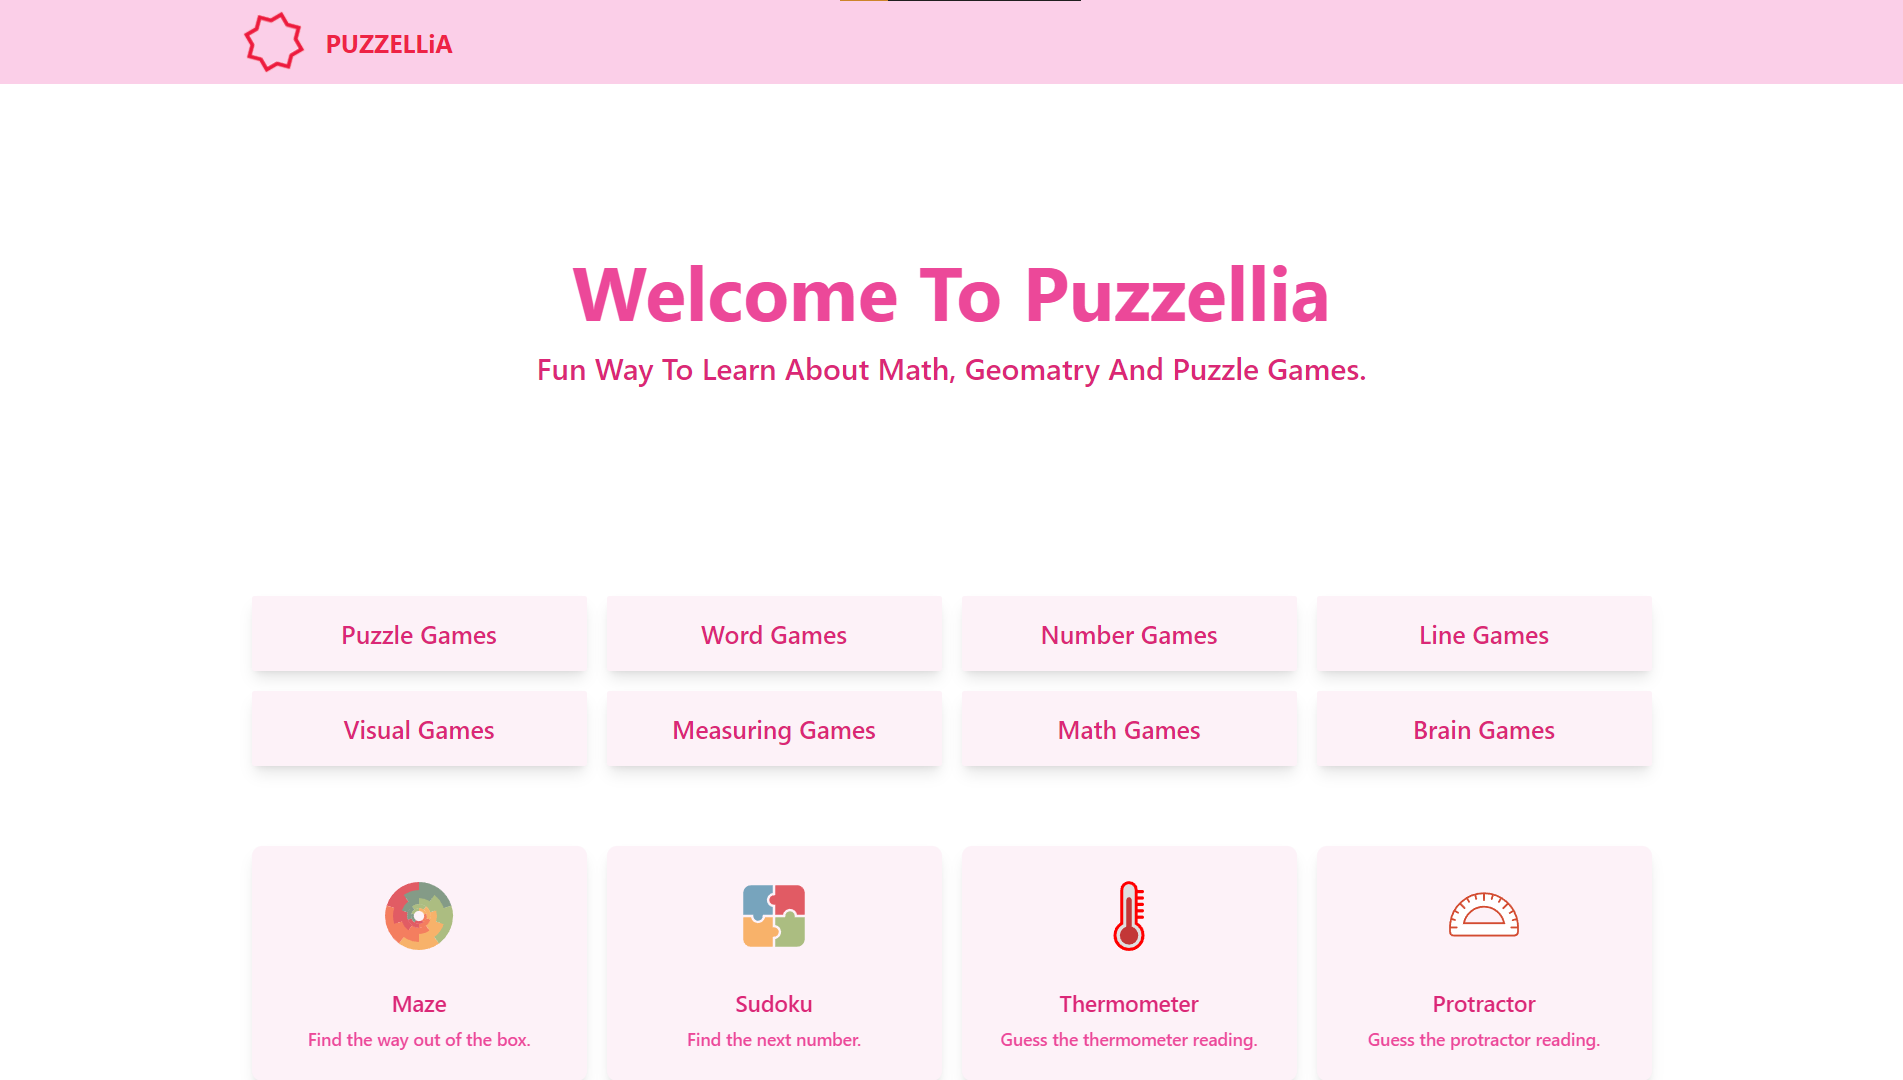 PUZZELLiA
Welcome To Puzzellia
Fun Way To Learn About Math, Geomatry And Puzzle Games.
Puzzle Games
Word Games
Number Games
Line Games
Visual Games
Measuring Games
Math Games
Brain Games
Maze
Find the way out of the box.
Sudoku
Find the next number.
Thermometer
Guess the thermometer reading.
Protractor
Guess the protractor reading.